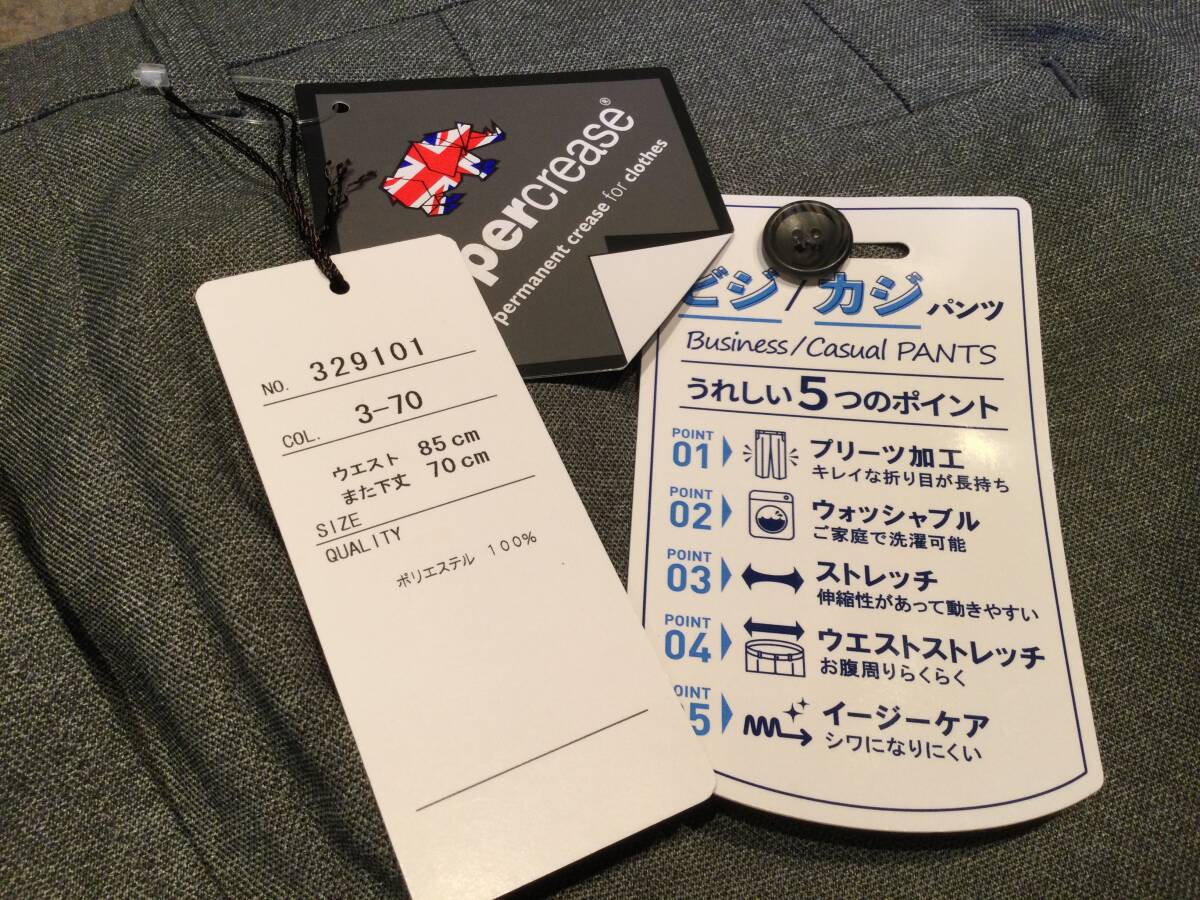 percrease®
permanent crease for clothes
NO. 329101
COL. 3-70
ウエスト 85cm
また下丈 70cm
SIZE
QUALITY
ポリエステル 100%
ビジ/カジ パンツ
Business/Casual PANTS
うれしい5つのポイント
POINT
01
プリーツ加工
キレイな折り目が長持ち
POINT
02
ウォッシャブル
ご家庭で洗濯可能
POINT
03
ストレッチ
伸縮性があって動きやすい
POINT
04
ウエストストレッチ
お腹周りらくらく
OINT
5
イージーケア
シワになりにくい